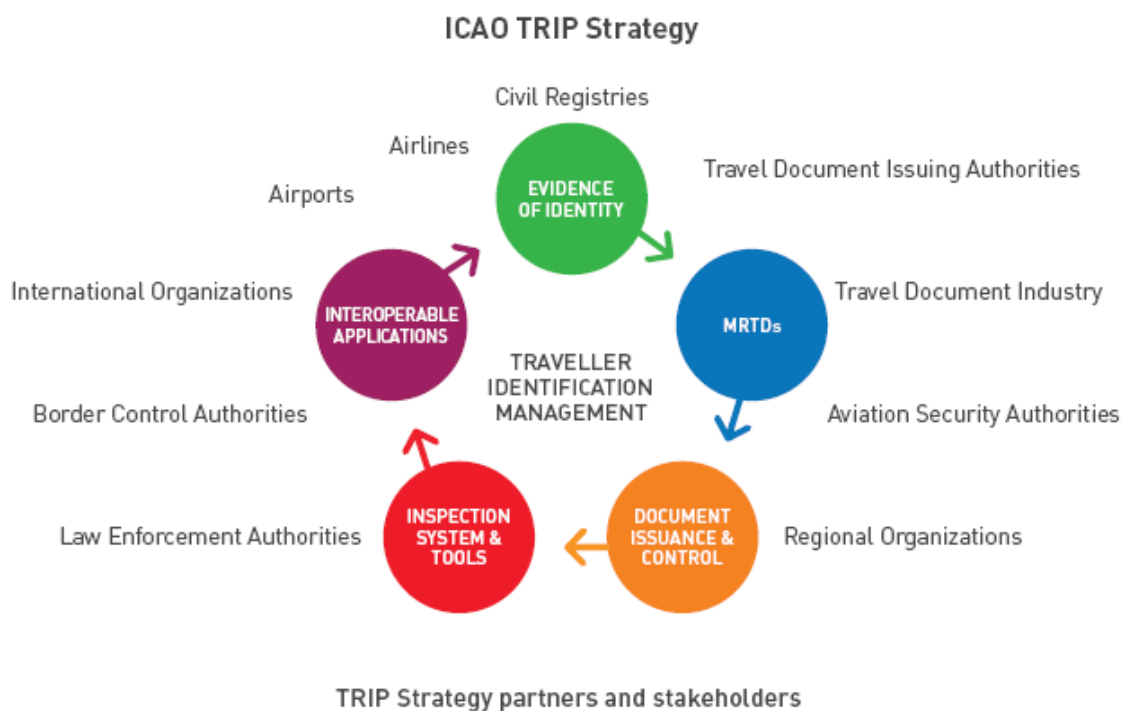 ICAO TRIP Strategy
Civil Registries
Airlines
Travel Document Issuing Authorities
Airports
EVIDENCE
OF IDENTITY
International Organizations
INTEROPERABLE
APPLICATIONS
MRTDs
Travel Document Industry
TRAVELLER
IDENTIFICATION
MANAGEMENT
Border Control Authorities
Aviation Security Authorities
Law Enforcement Authorities
INSPECTION
SYSTEM &
TOOLS
DOCUMENT
ISSUANCE &
CONTROL
Regional Organizations
TRIP Strategy partners and stakeholders